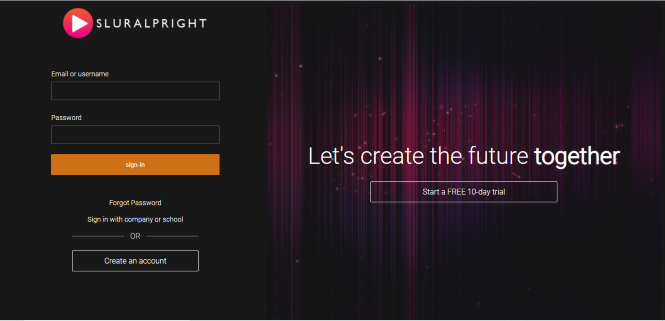 SLURALPRIGHT
Email or username
Password
sign-in
Forgot Password
Sign in with company or school
OR
Create an account
Let's create the future together
Start a FREE 10-day trial